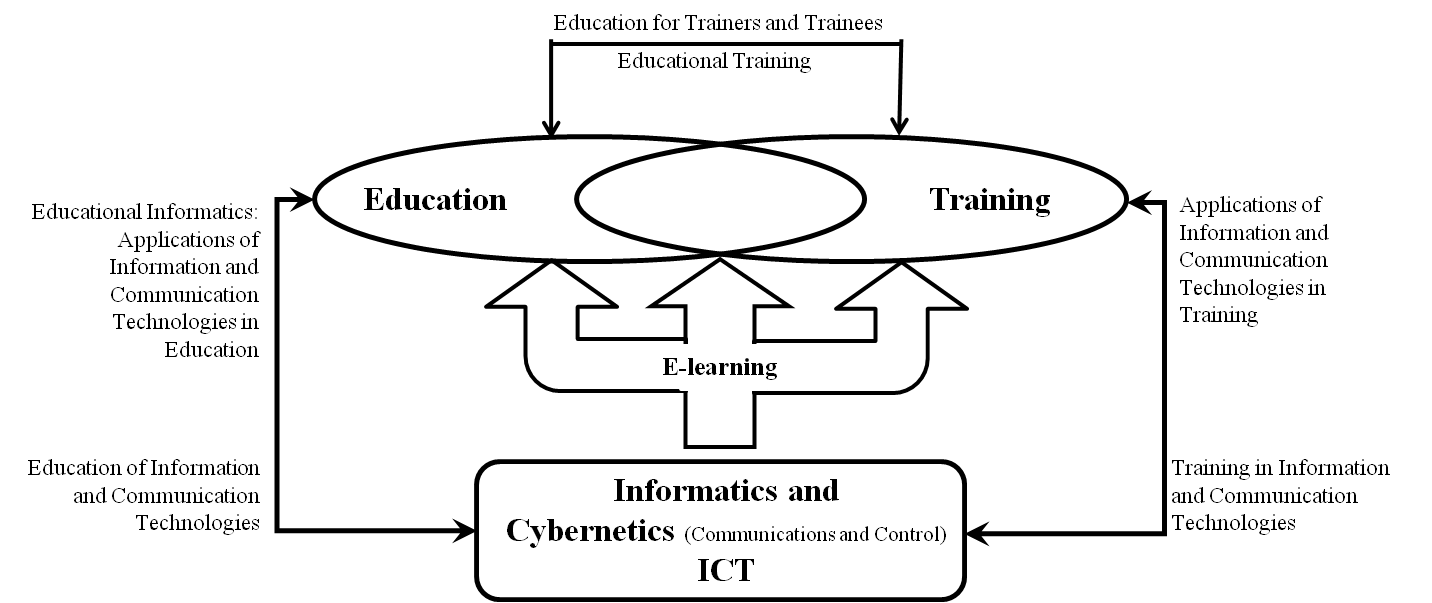 Education for Trainers and Trainees
Educational Training
Education
Training
Educational Informatics:
Applications of
Information and
Communication
Technologies in
Education
Applications of
Information and
Communication
Technologies in
Training
E-learning
Education of Information
and Communication
Technologies
Training in Information
and Communication
Technologies
Informatics and
Cybernetics (Communications and Control)
ICT